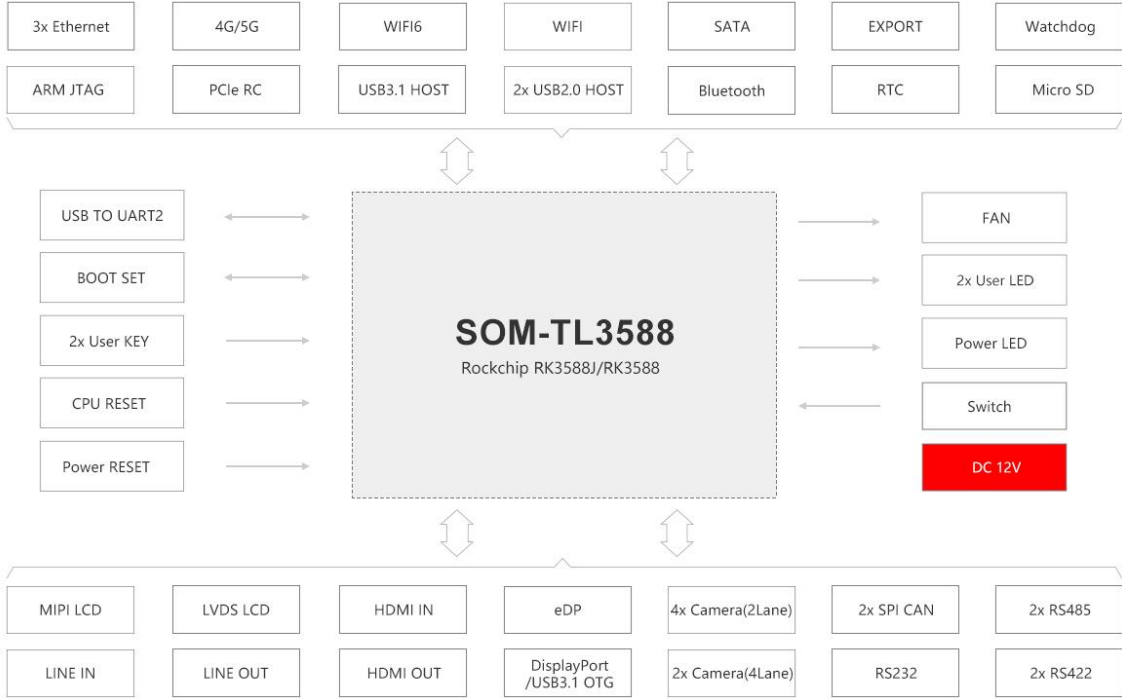 3x Ethernet
4G/5G
WIFI6
WIFI
SATA
EXPORT
Watchdog
ARM JTAG
PCIe RC
USB3.1 HOST
2x USB2.0 HOST
Bluetooth
RTC
Micro SD
USB TO UART2
BOOT SET
2x User KEY
CPU RESET
Power RESET
SOM-TL3588
Rockchip RK3588J/RK3588
FAN
2x User LED
Power LED
Switch
DC 12V
MIPI LCD
LVDS LCD
HDMI IN
eDP
4x Camera(2Lane)
2x SPI CAN
2x RS485
LINE IN
LINE OUT
HDMI OUT
DisplayPort
/USB3.1 OTG
2x Camera(4Lane)
RS232
2x RS422